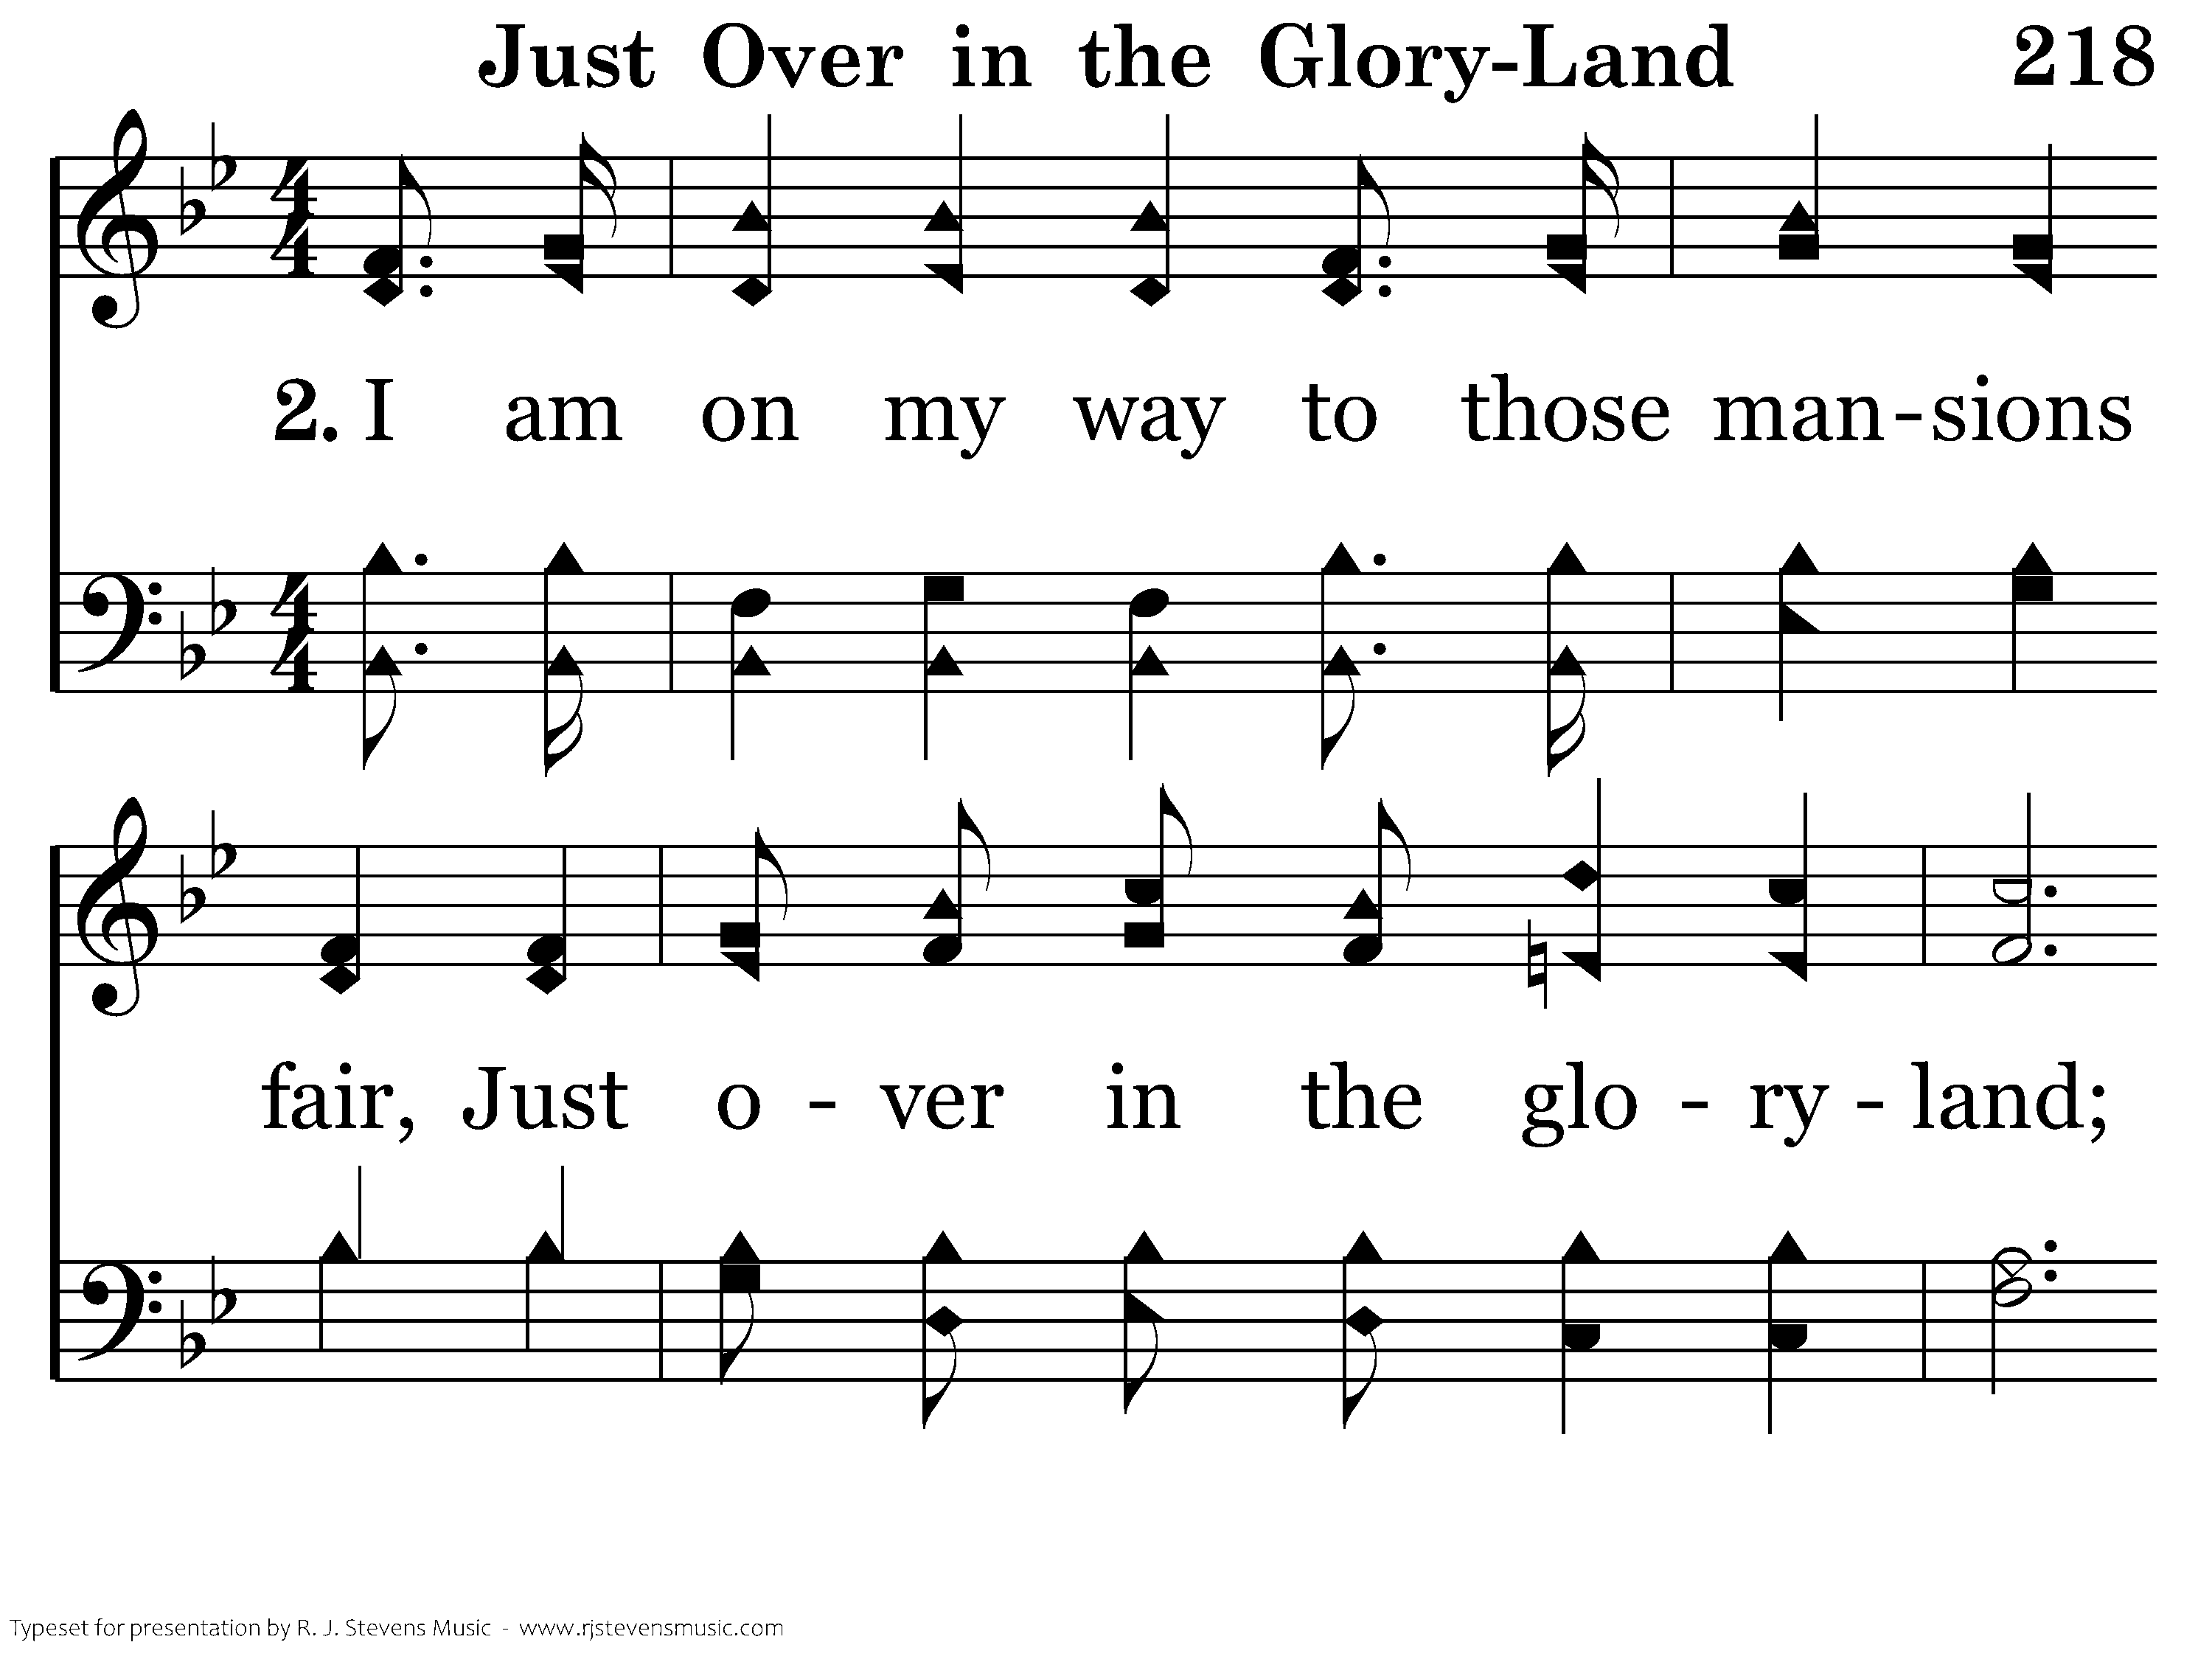 Just Over in the Glory-Land 218
2. I am on my way to those man-sions
fair, Just o - ver in the glo - ry - land;
Typeset for presentation by R. J. Stevens Music - www.rjstevensmusic.com